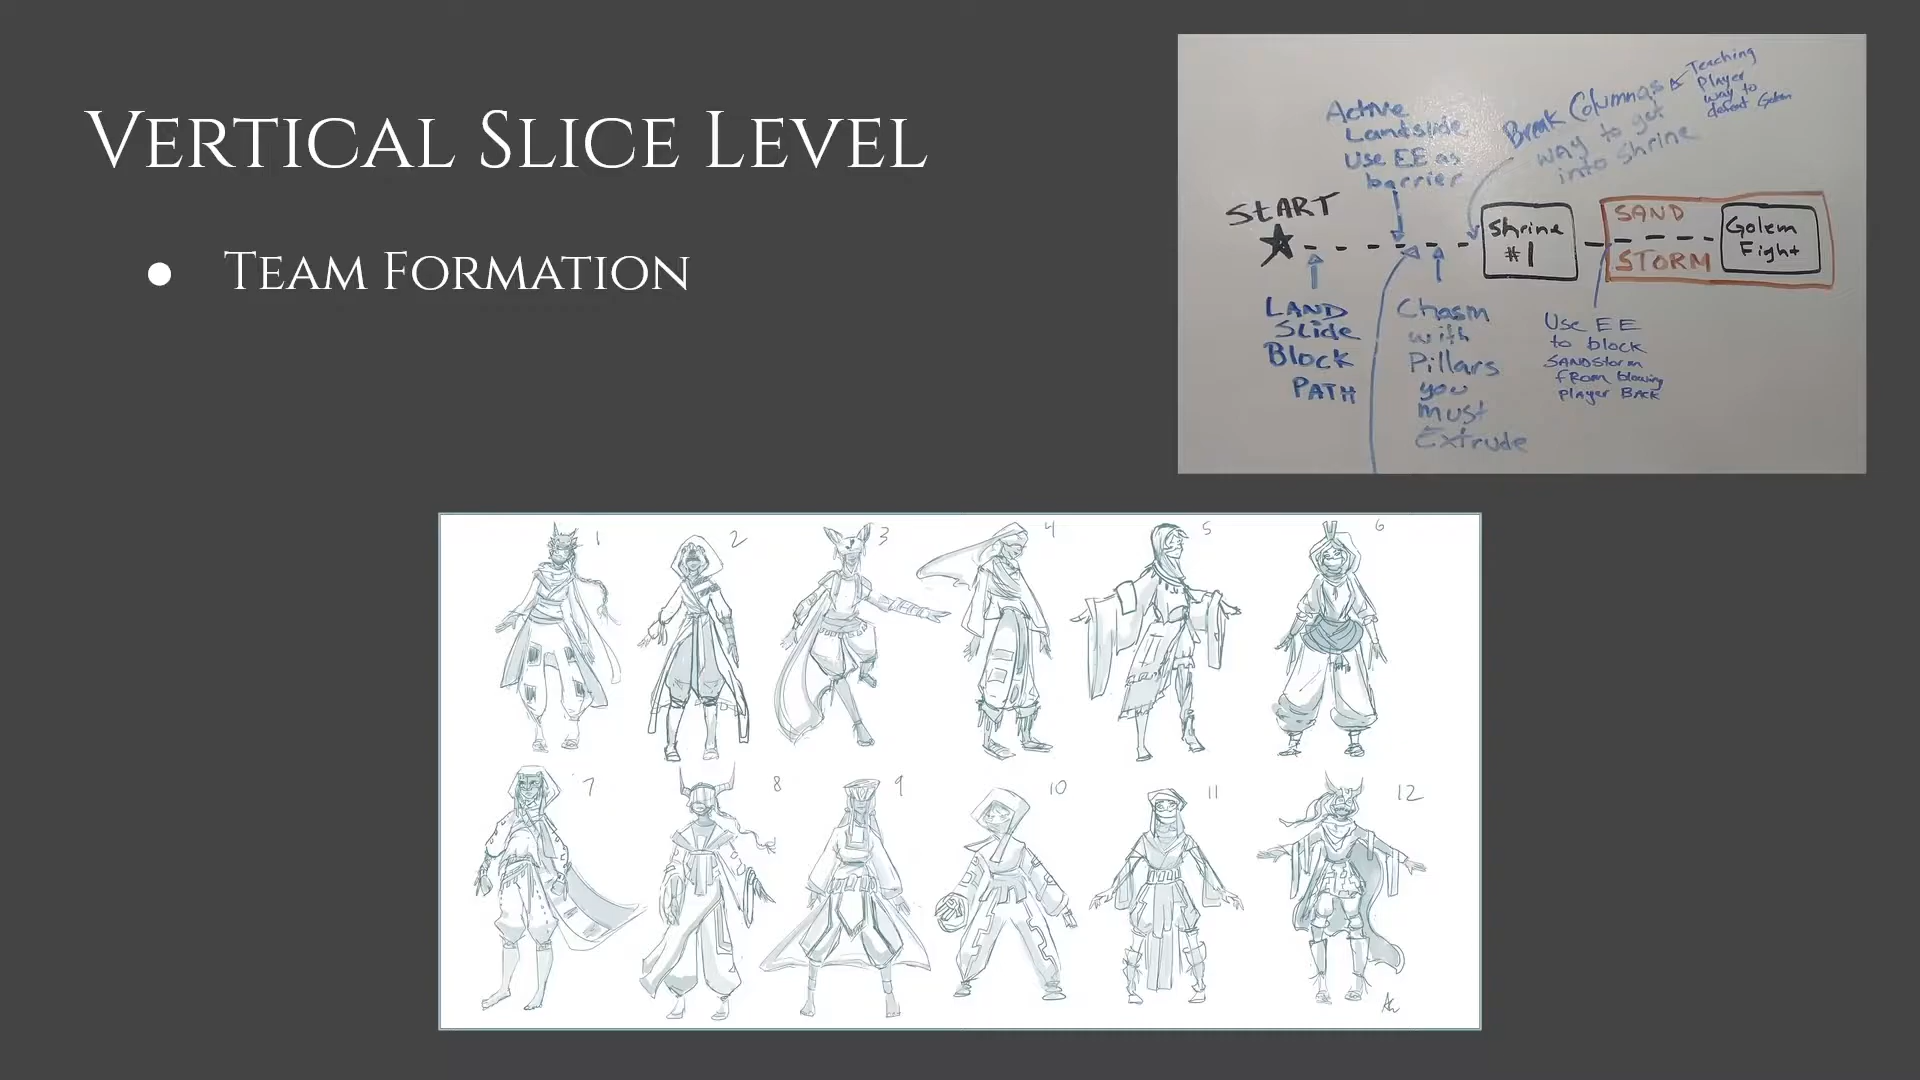 Vertical Slice Level
● Team Formation
Active
Landslide
Use EE as
barrier
Break Columns
way to get
into shrine
Teaching
Player
way to
defeat Golem
START
Shrine
#1
SAND
STORM
Golem
Fight
LAND
Slide
Block
PATH
Chasm
with
Pillars
you
must
Extrude
Use EE
to block
SANDStorm
FROM blowing
Player BACK
1
2
3
4
5
6
7
8
9
10
11
12